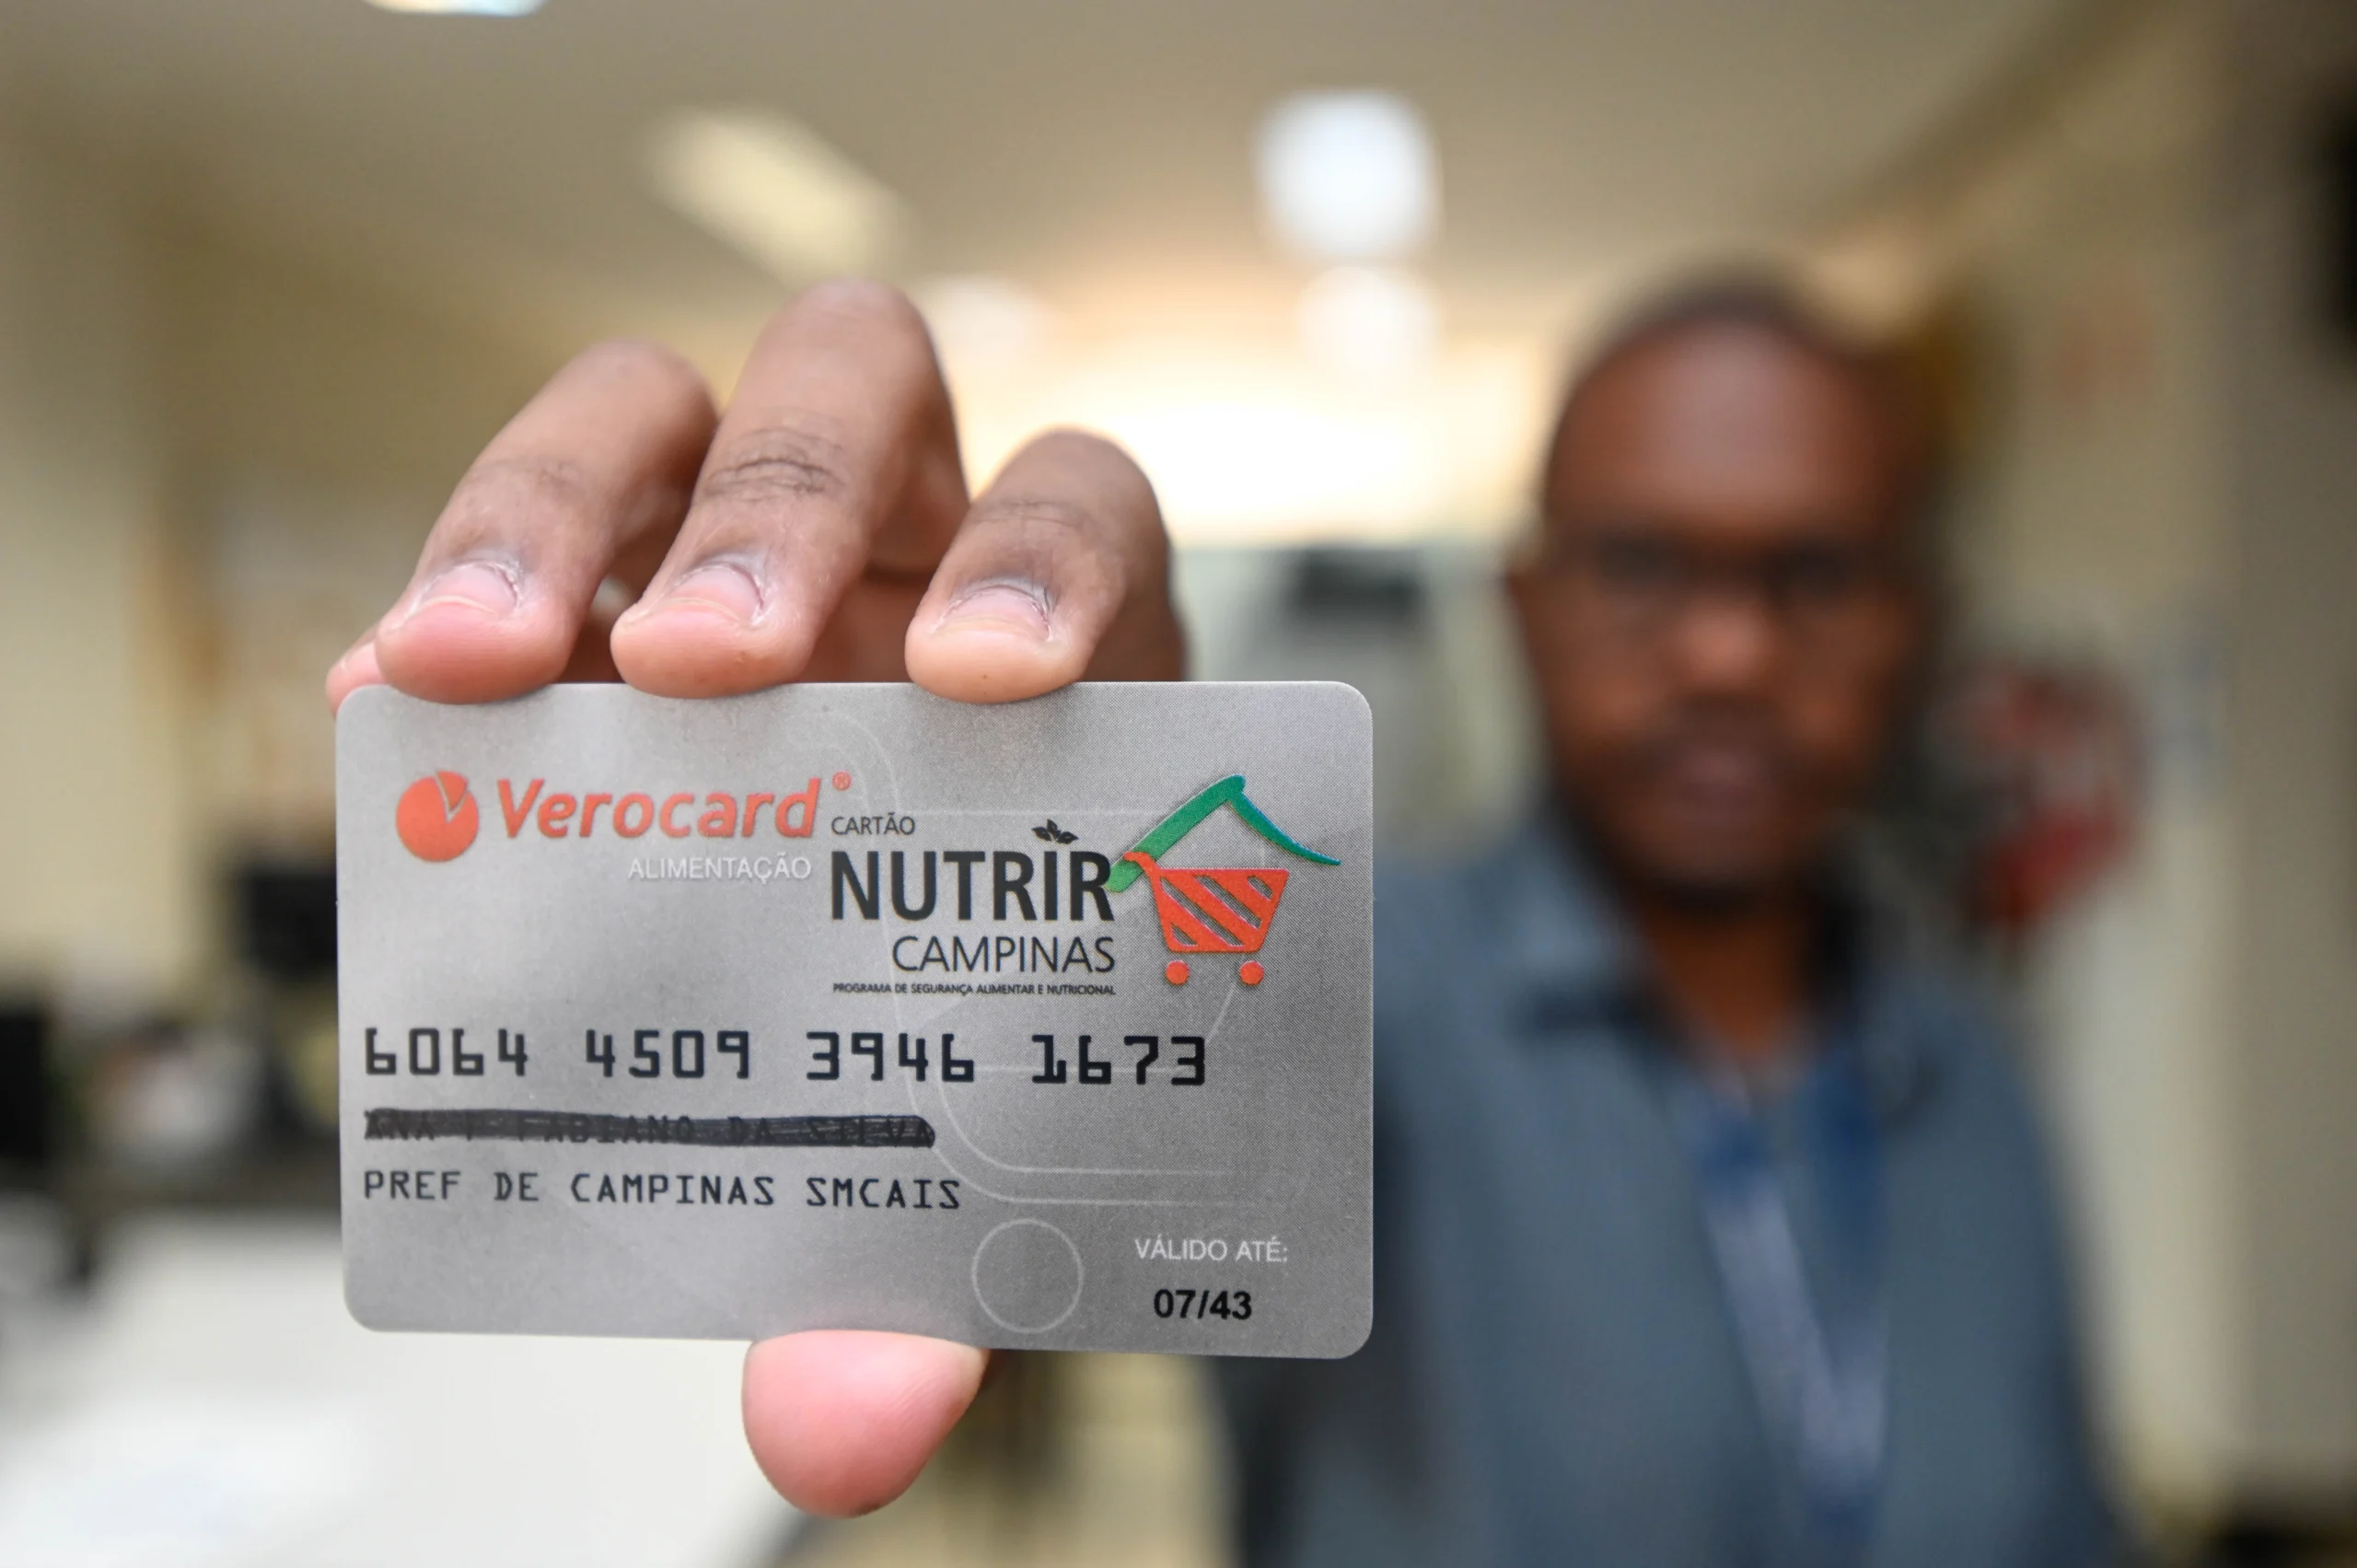 Verocard®
ALIMENTAÇÃO
CARTÃO
NUTRIR
CAMPINAS
PROGRAMA DE SEGURANÇA ALIMENTAR E NUTRICIONAL
6064 4509 3946 1673
PREF DE CAMPINAS SMCAIS
VÁLIDO ATÉ:
07/43